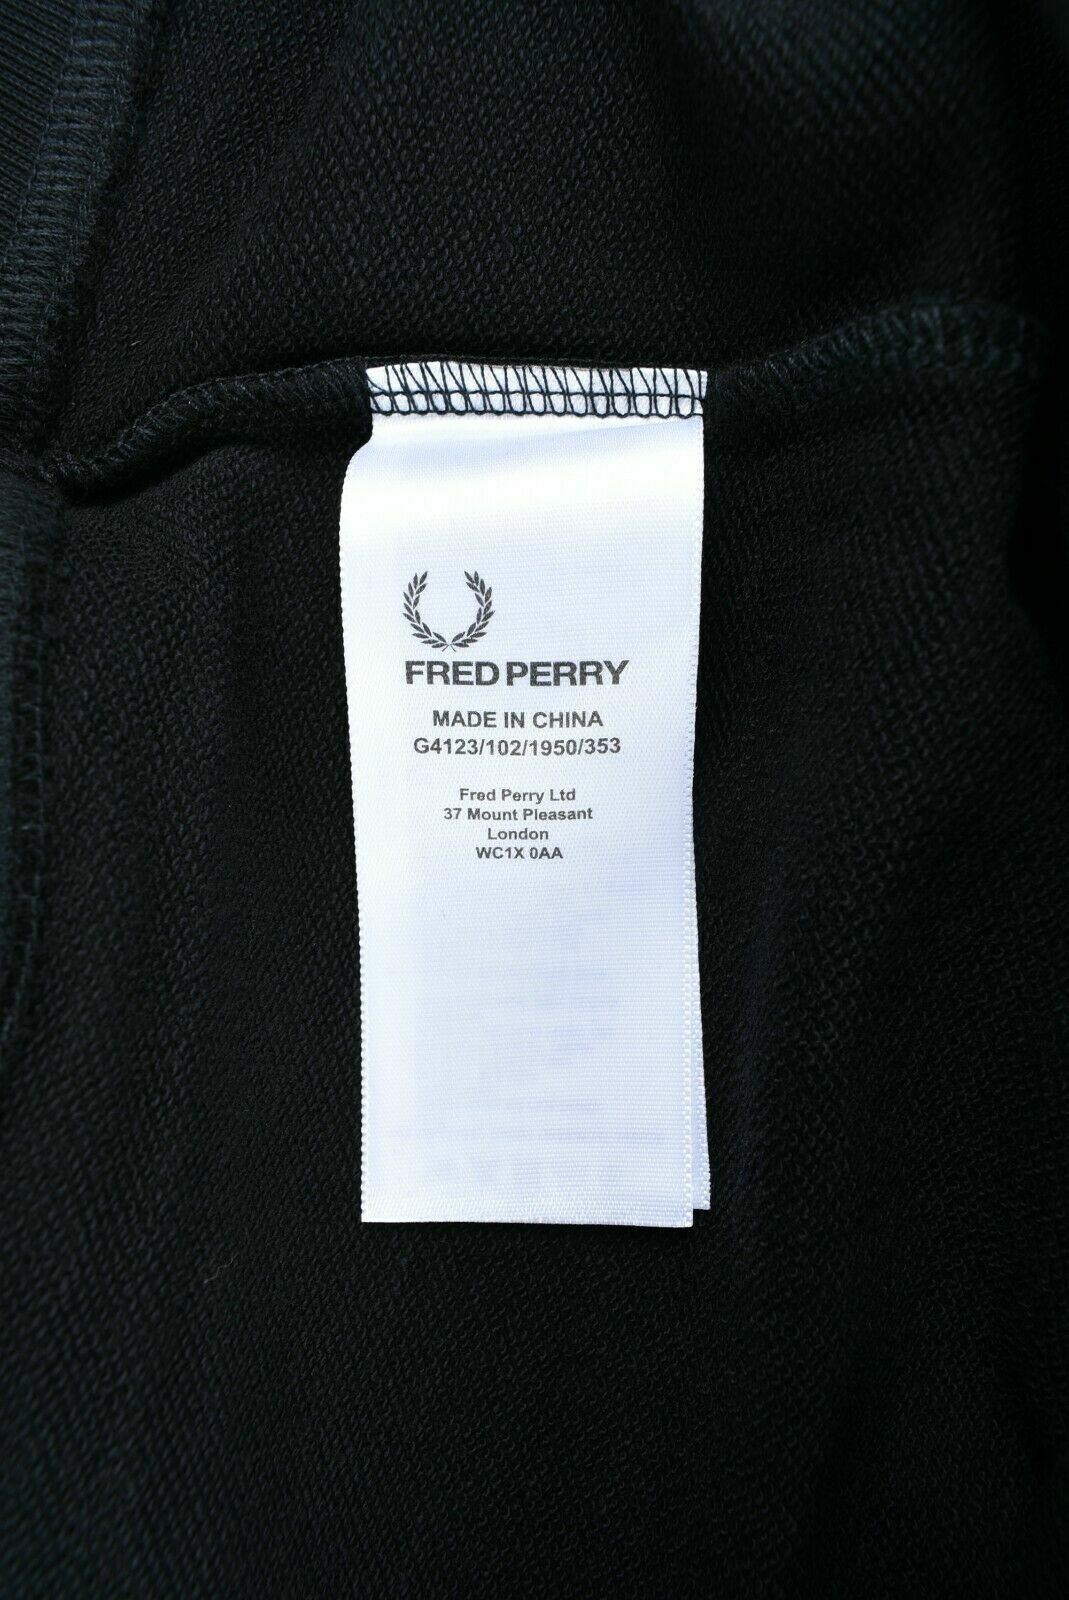 FRED PERRY
MADE IN CHINA
G4123/102/1950/353
Fred Perry Ltd
37 Mount Pleasant
London
WC1X 0AA